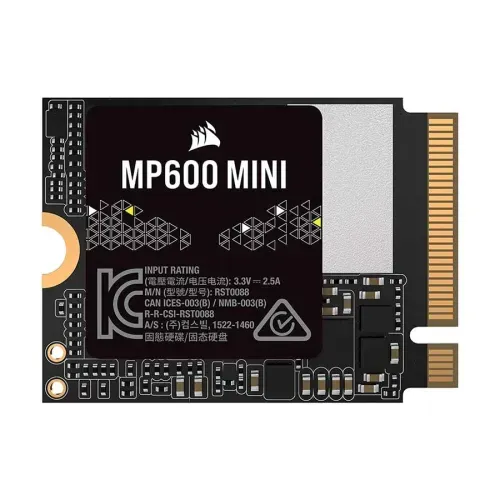 MP600 MINI
INPUT RATING
(電壓電流/电压电流): 3.3V⎓2.5A
M/N (型號/型号): RST0088
CAN ICES-003(B) / NMB-003(B)
R-R-CSI-RST0088
A/S : (주)컴스빌, 1522-1460
固態硬碟/固态硬盘